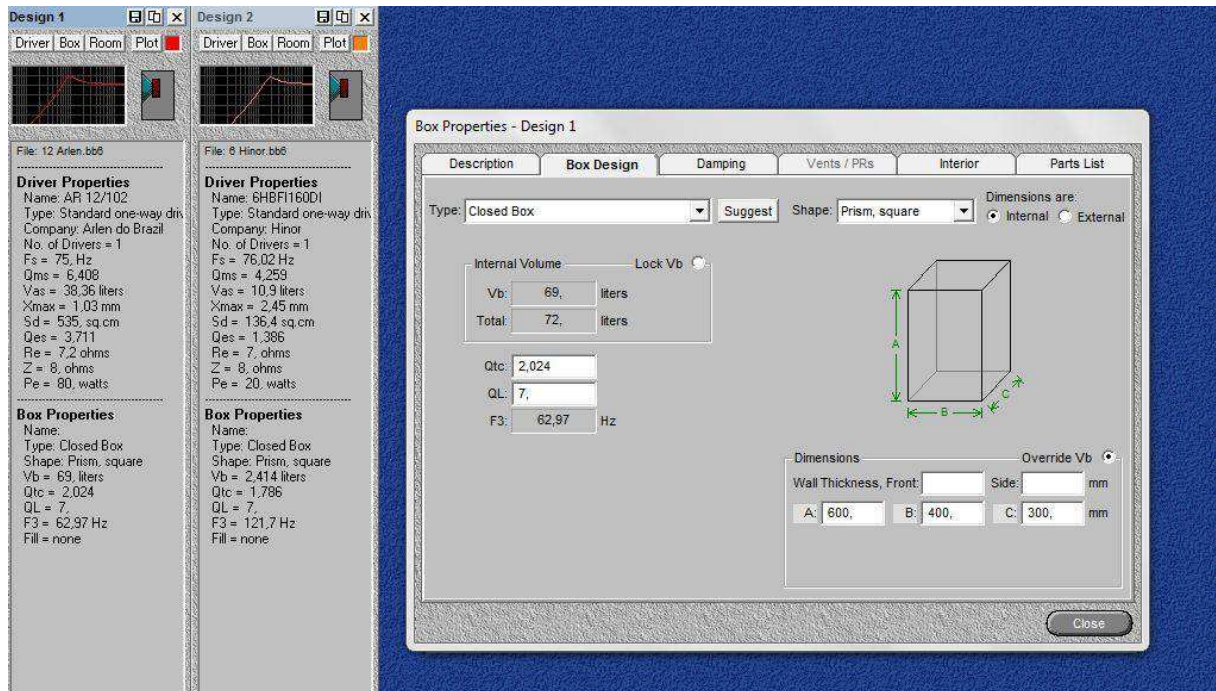 Design 1
Driver Box Room Plot
File: 12 Arlen.bb6
Driver Properties
Name: AR 12/102
Type: Standard one-way driv
Company: Arlen do Brazil
No. of Drivers = 1
Fs = 75, Hz
Qms = 6,408
Vas = 38,36 liters
Xmax = 1,03 mm
Sd = 535, sq.cm
Qes = 3,711
Re = 7,2 ohms
Z = 8, ohms
Pe = 80, watts
Box Properties
Name:
Type: Closed Box
Shape: Prism, square
Vb = 69, liters
Qtc = 2,024
QL = 7,
F3 = 62,97 Hz
Fill = none
Design 2
Driver Box Room Plot
File: 6 Hinor.bb6
Driver Properties
Name: 6HBFI160DI
Type: Standard one-way driv
Company: Hinor
No. of Drivers = 1
Fs = 76,02 Hz
Qms = 4,259
Vas = 10,9 liters
Xmax = 2,45 mm
Sd = 136,4 sq.cm
Qes = 1,386
Re = 7, ohms
Z = 8, ohms
Pe = 20, watts
Box Properties
Name:
Type: Closed Box
Shape: Prism, square
Vb = 2,414 liters
Qtc = 1,786
QL = 7,
F3 = 121,7 Hz
Fill = none
Box Properties - Design 1
Description Box Design Damping Vents / PRs Interior Parts List
Type: Closed Box Suggest Shape: Prism, square
Dimensions are:
Internal External
Internal Volume Lock Vb
Vb: 69, liters
Total: 72, liters
Qtc: 2,024
QL: 7,
F3: 62,97 Hz
A
B
C
Dimensions Override Vb
Wall Thickness, Front: Side: mm
A: 600, B: 400, C: 300, mm
Close